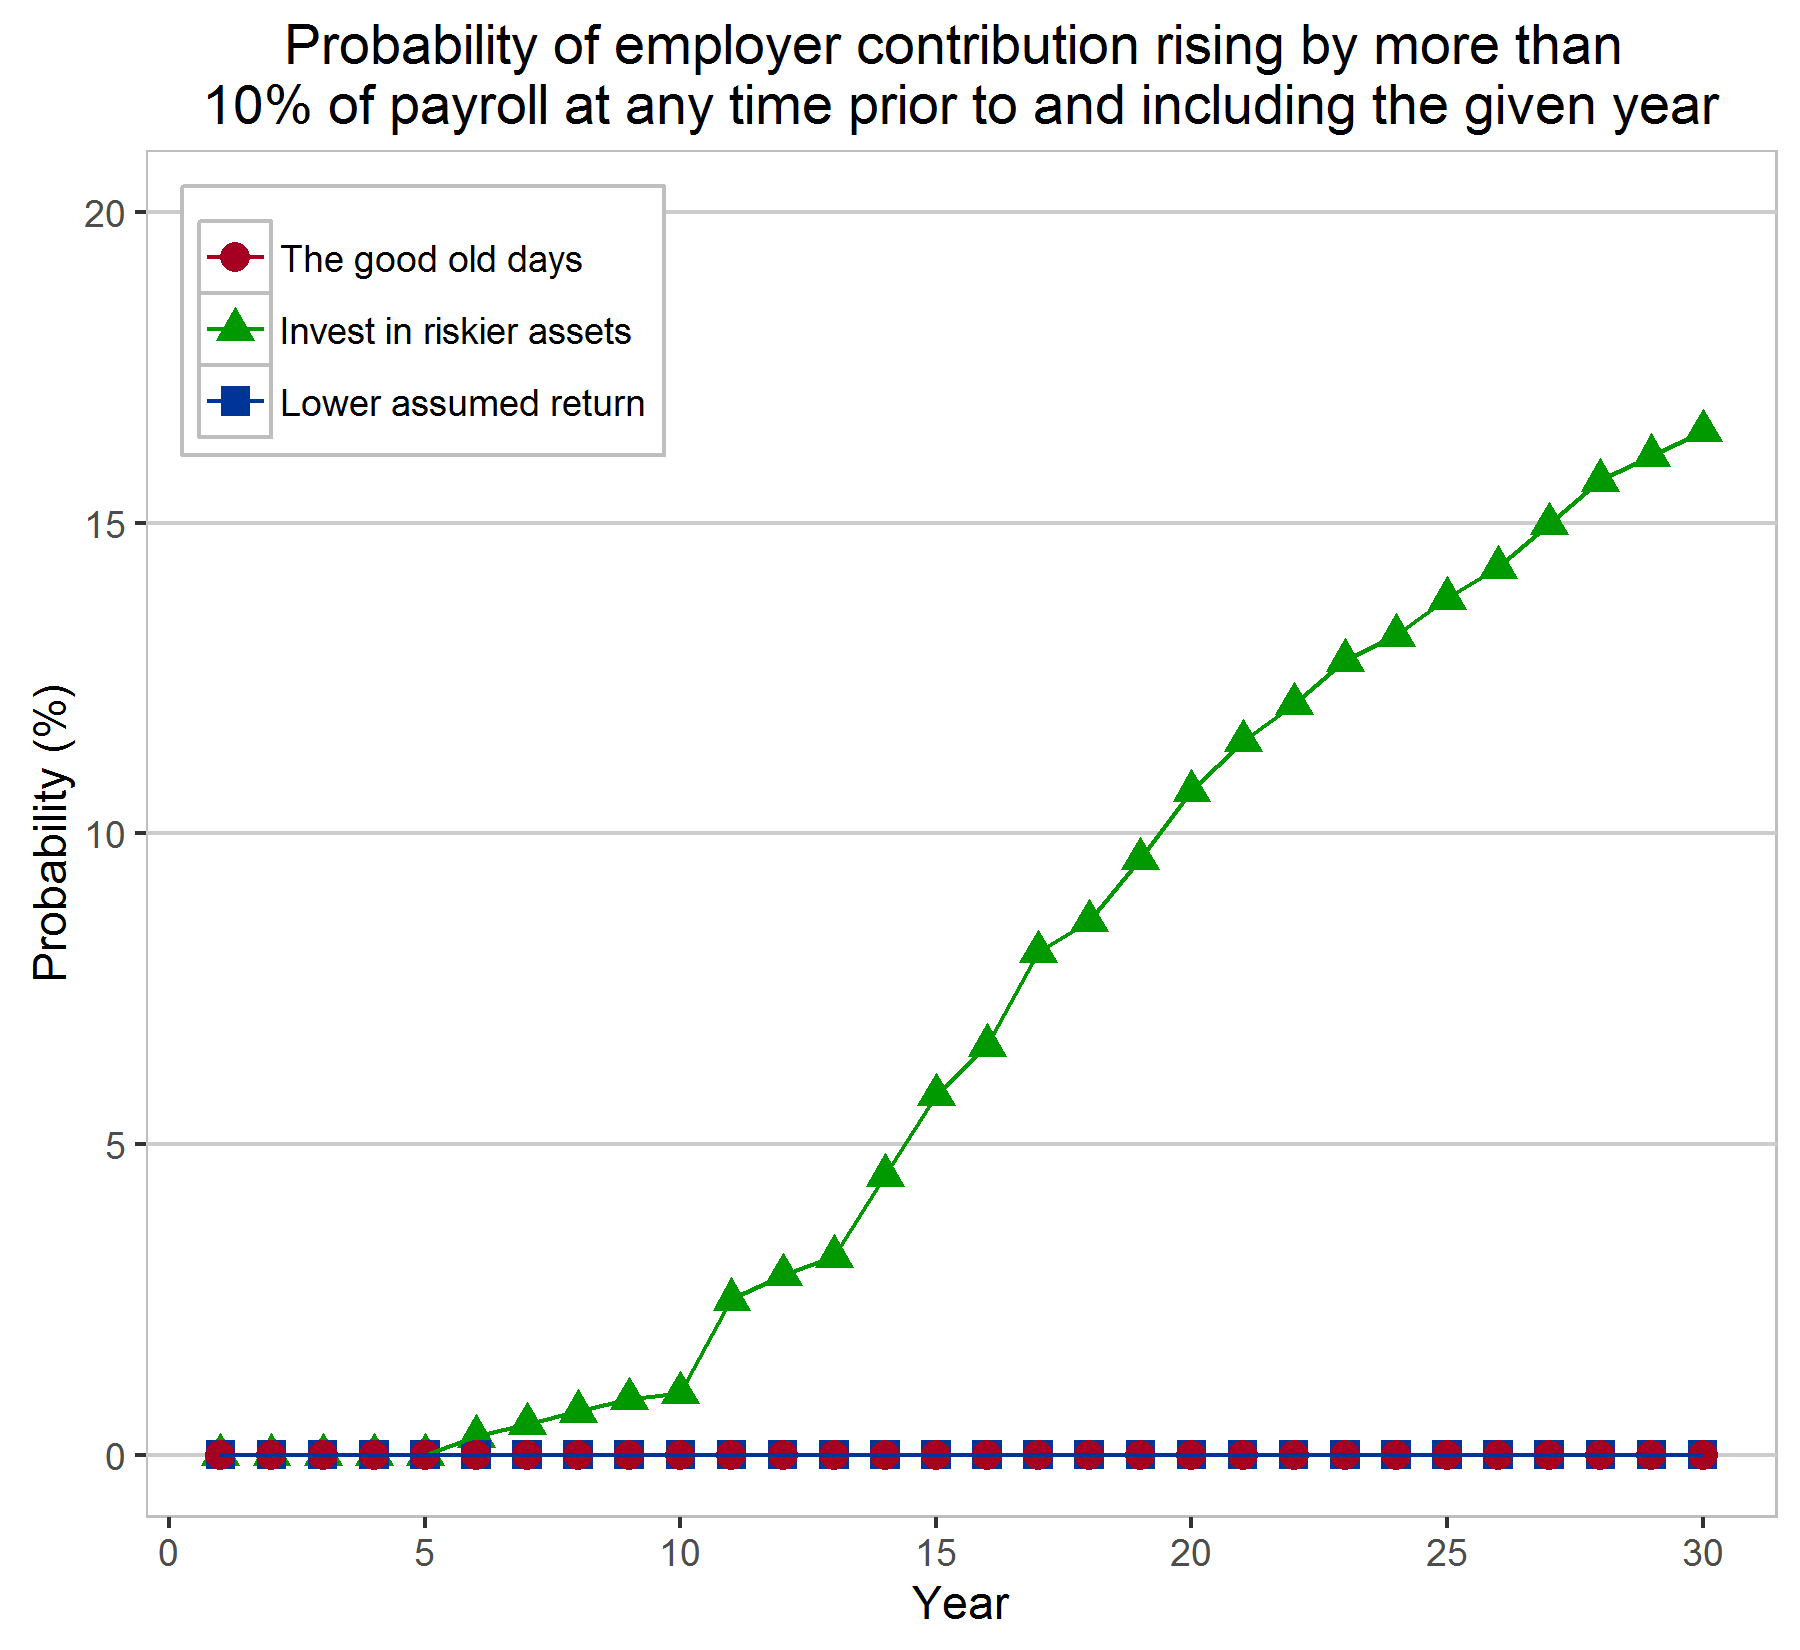 Probability of employer contribution rising by more than
10% of payroll at any time prior to and including the given year
The good old days
Invest in riskier assets
Lower assumed return
20
15
10
5
0
Probability (%)
0 5 10 15 20 25 30
Year